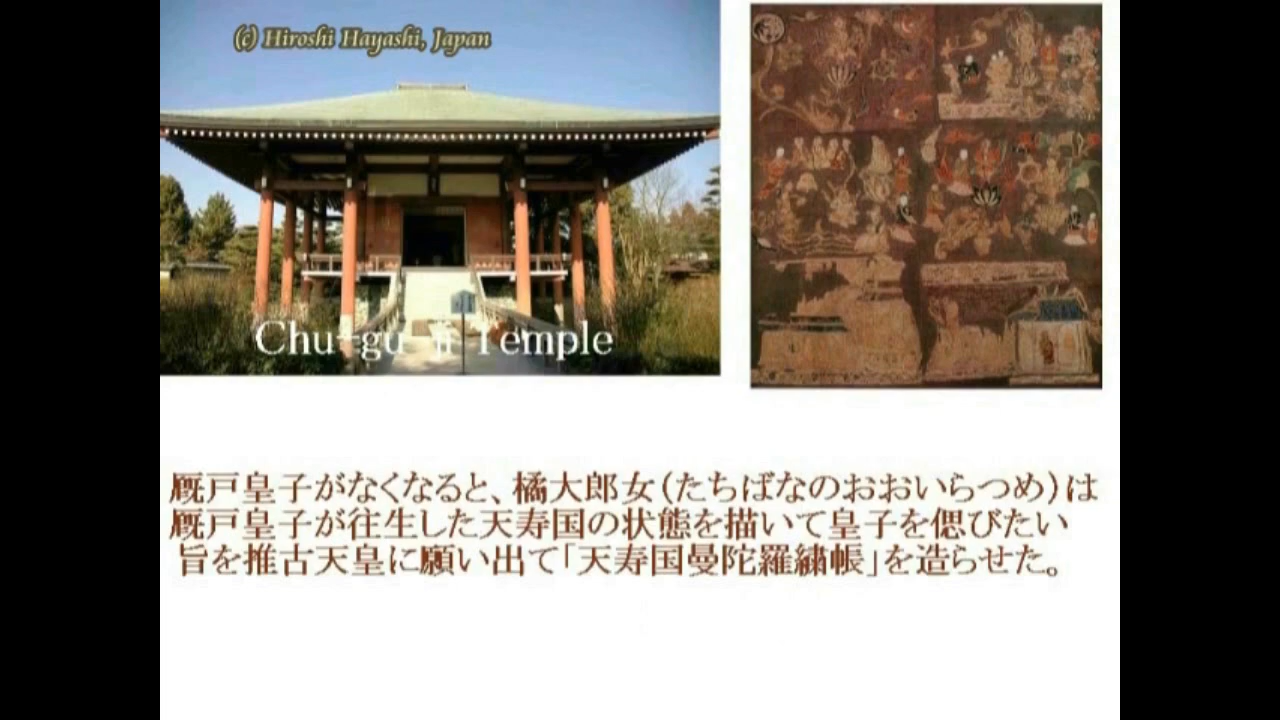 (c) Hiroshi Hayashi, Japan
Chu-gu-ji Temple
厩戸皇子がなくなると、橘大郎女（たちばなのおおいらつめ）は
厩戸皇子が往生した天寿国の状態を描いて皇子を偲びたい
旨を推古天皇に願い出て「天寿国曼陀羅繍帳」を造らせた。